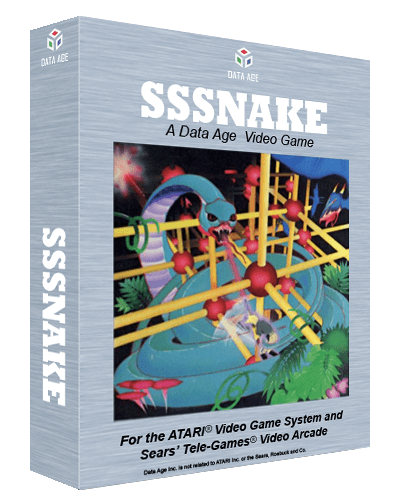 DATA AGE
SSSNAKE
DATA AGE
SSSNAKE
A Data Age Video Game
For the ATARI® Video Game System and
Sears' Tele-Games® Video Arcade
Data Age Inc. is not related to ATARI Inc. or the Sears, Roebuck and Co.